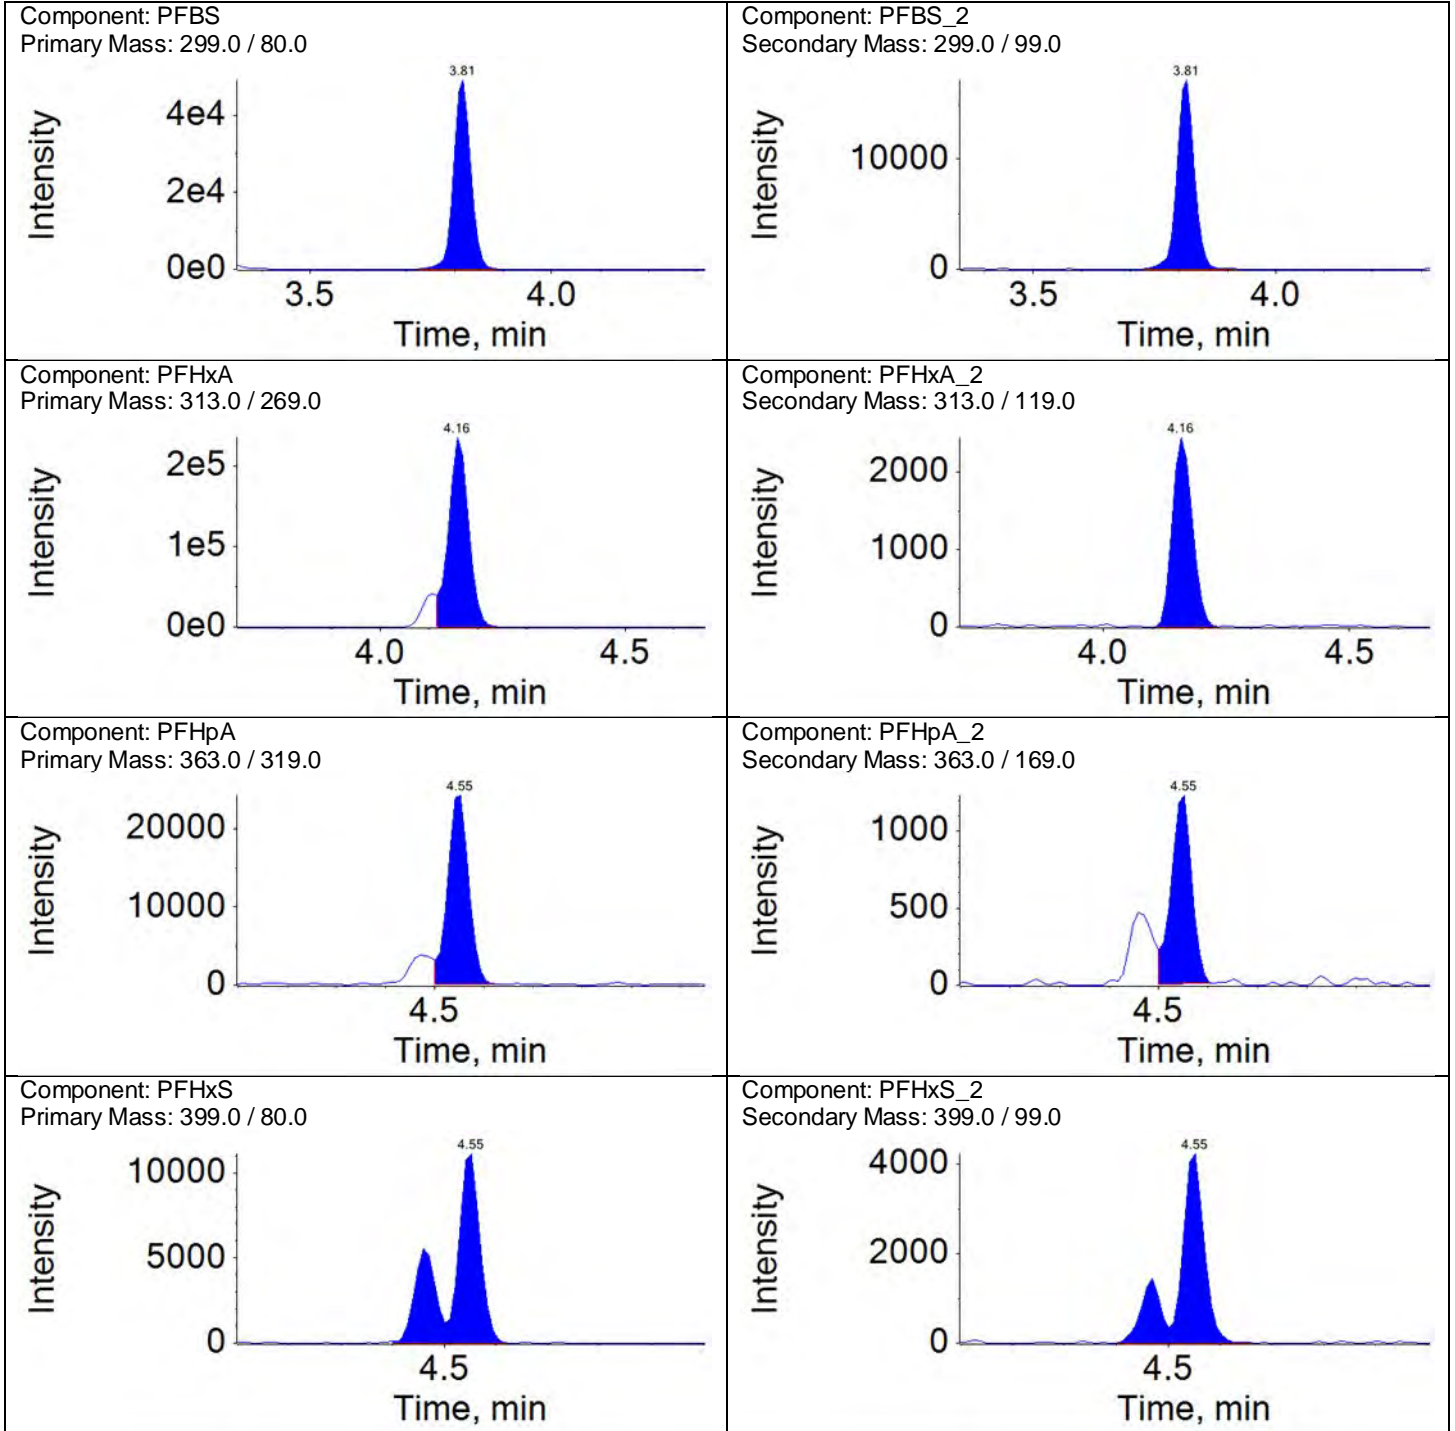 Component: PFBS
Primary Mass: 299.0 / 80.0
3.81
Intensity
4e4
2e4
0e0
3.5
4.0
Time, min
Component: PFBS_2
Secondary Mass: 299.0 / 99.0
3.81
Intensity
10000
0
3.5
4.0
Time, min
Component: PFHxA
Primary Mass: 313.0 / 269.0
4.16
Intensity
2e5
1e5
0e0
4.0
4.5
Time, min
Component: PFHxA_2
Secondary Mass: 313.0 / 119.0
4.16
Intensity
2000
1000
0
4.0
4.5
Time, min
Component: PFHpA
Primary Mass: 363.0 / 319.0
4.55
Intensity
20000
10000
0
4.5
Time, min
Component: PFHpA_2
Secondary Mass: 363.0 / 169.0
4.55
Intensity
1000
500
0
4.5
Time, min
Component: PFHxS
Primary Mass: 399.0 / 80.0
4.55
Intensity
10000
5000
0
4.5
Time, min
Component: PFHxS_2
Secondary Mass: 399.0 / 99.0
4.55
Intensity
4000
2000
0
4.5
Time, min